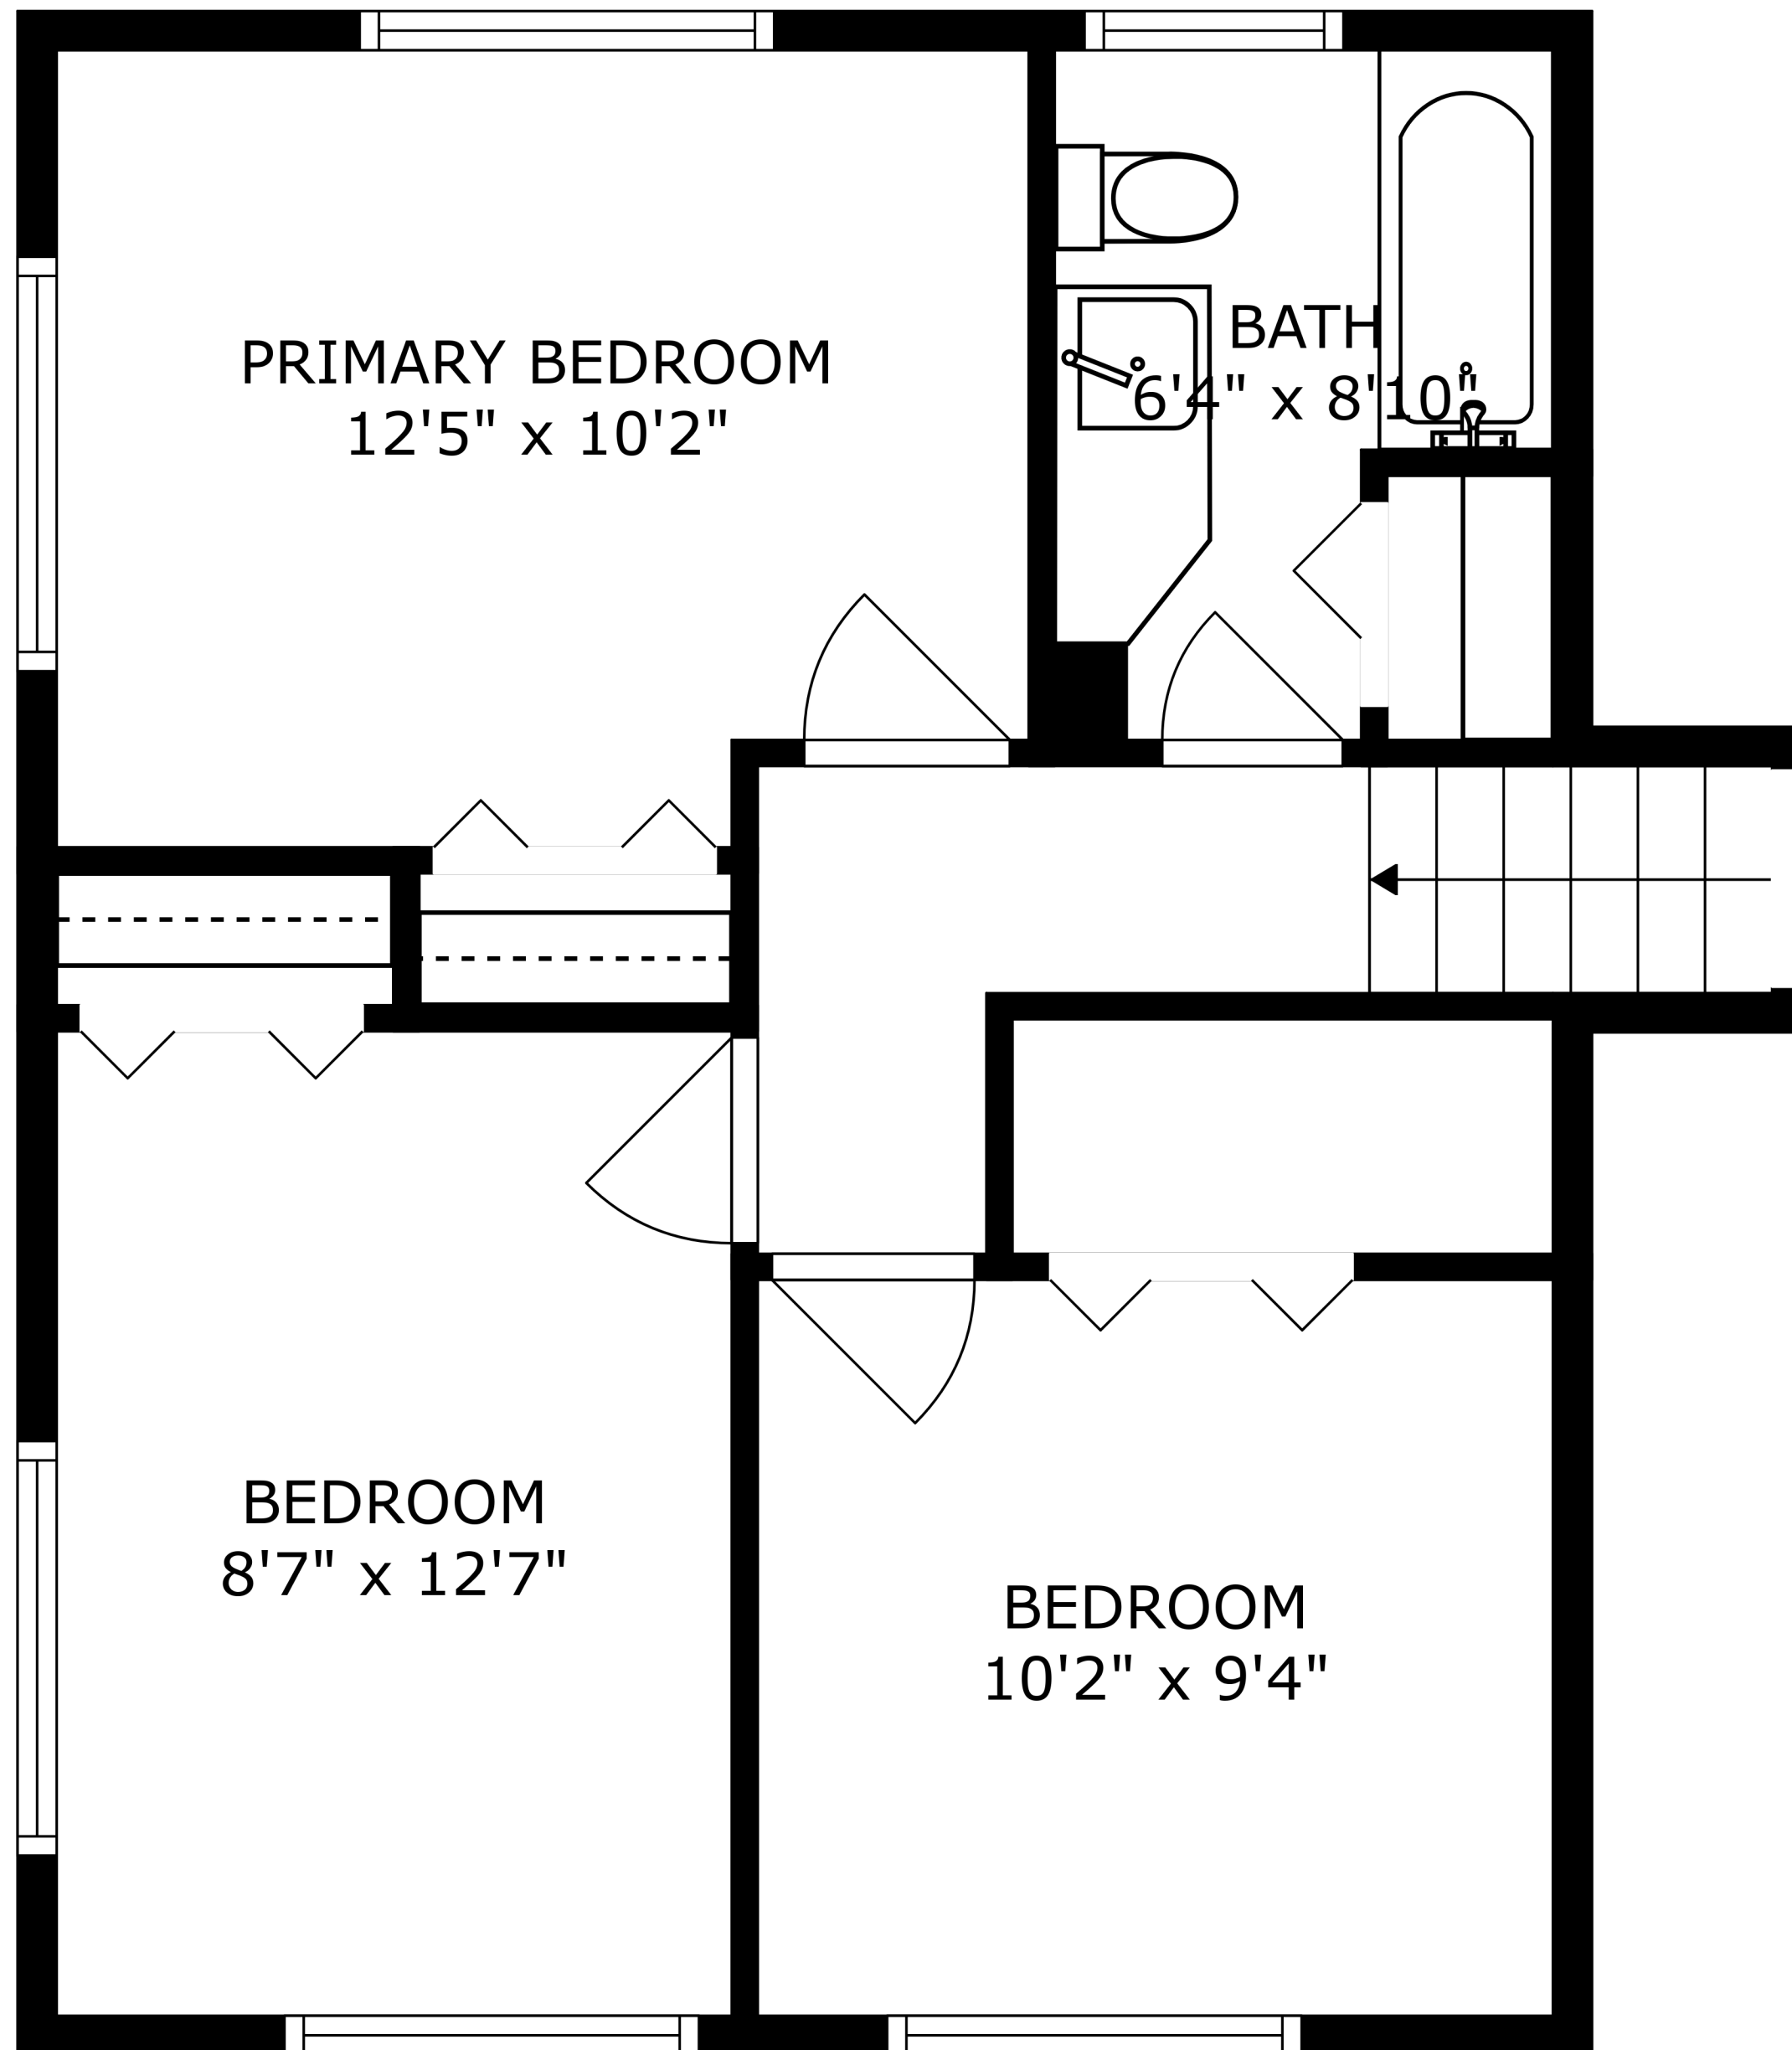 PRIMARY BEDROOM
12'5" x 10'2"
BATH
6'4" x 8'10"
BEDROOM
8'7" x 12'7"
BEDROOM
10'2" x 9'4"